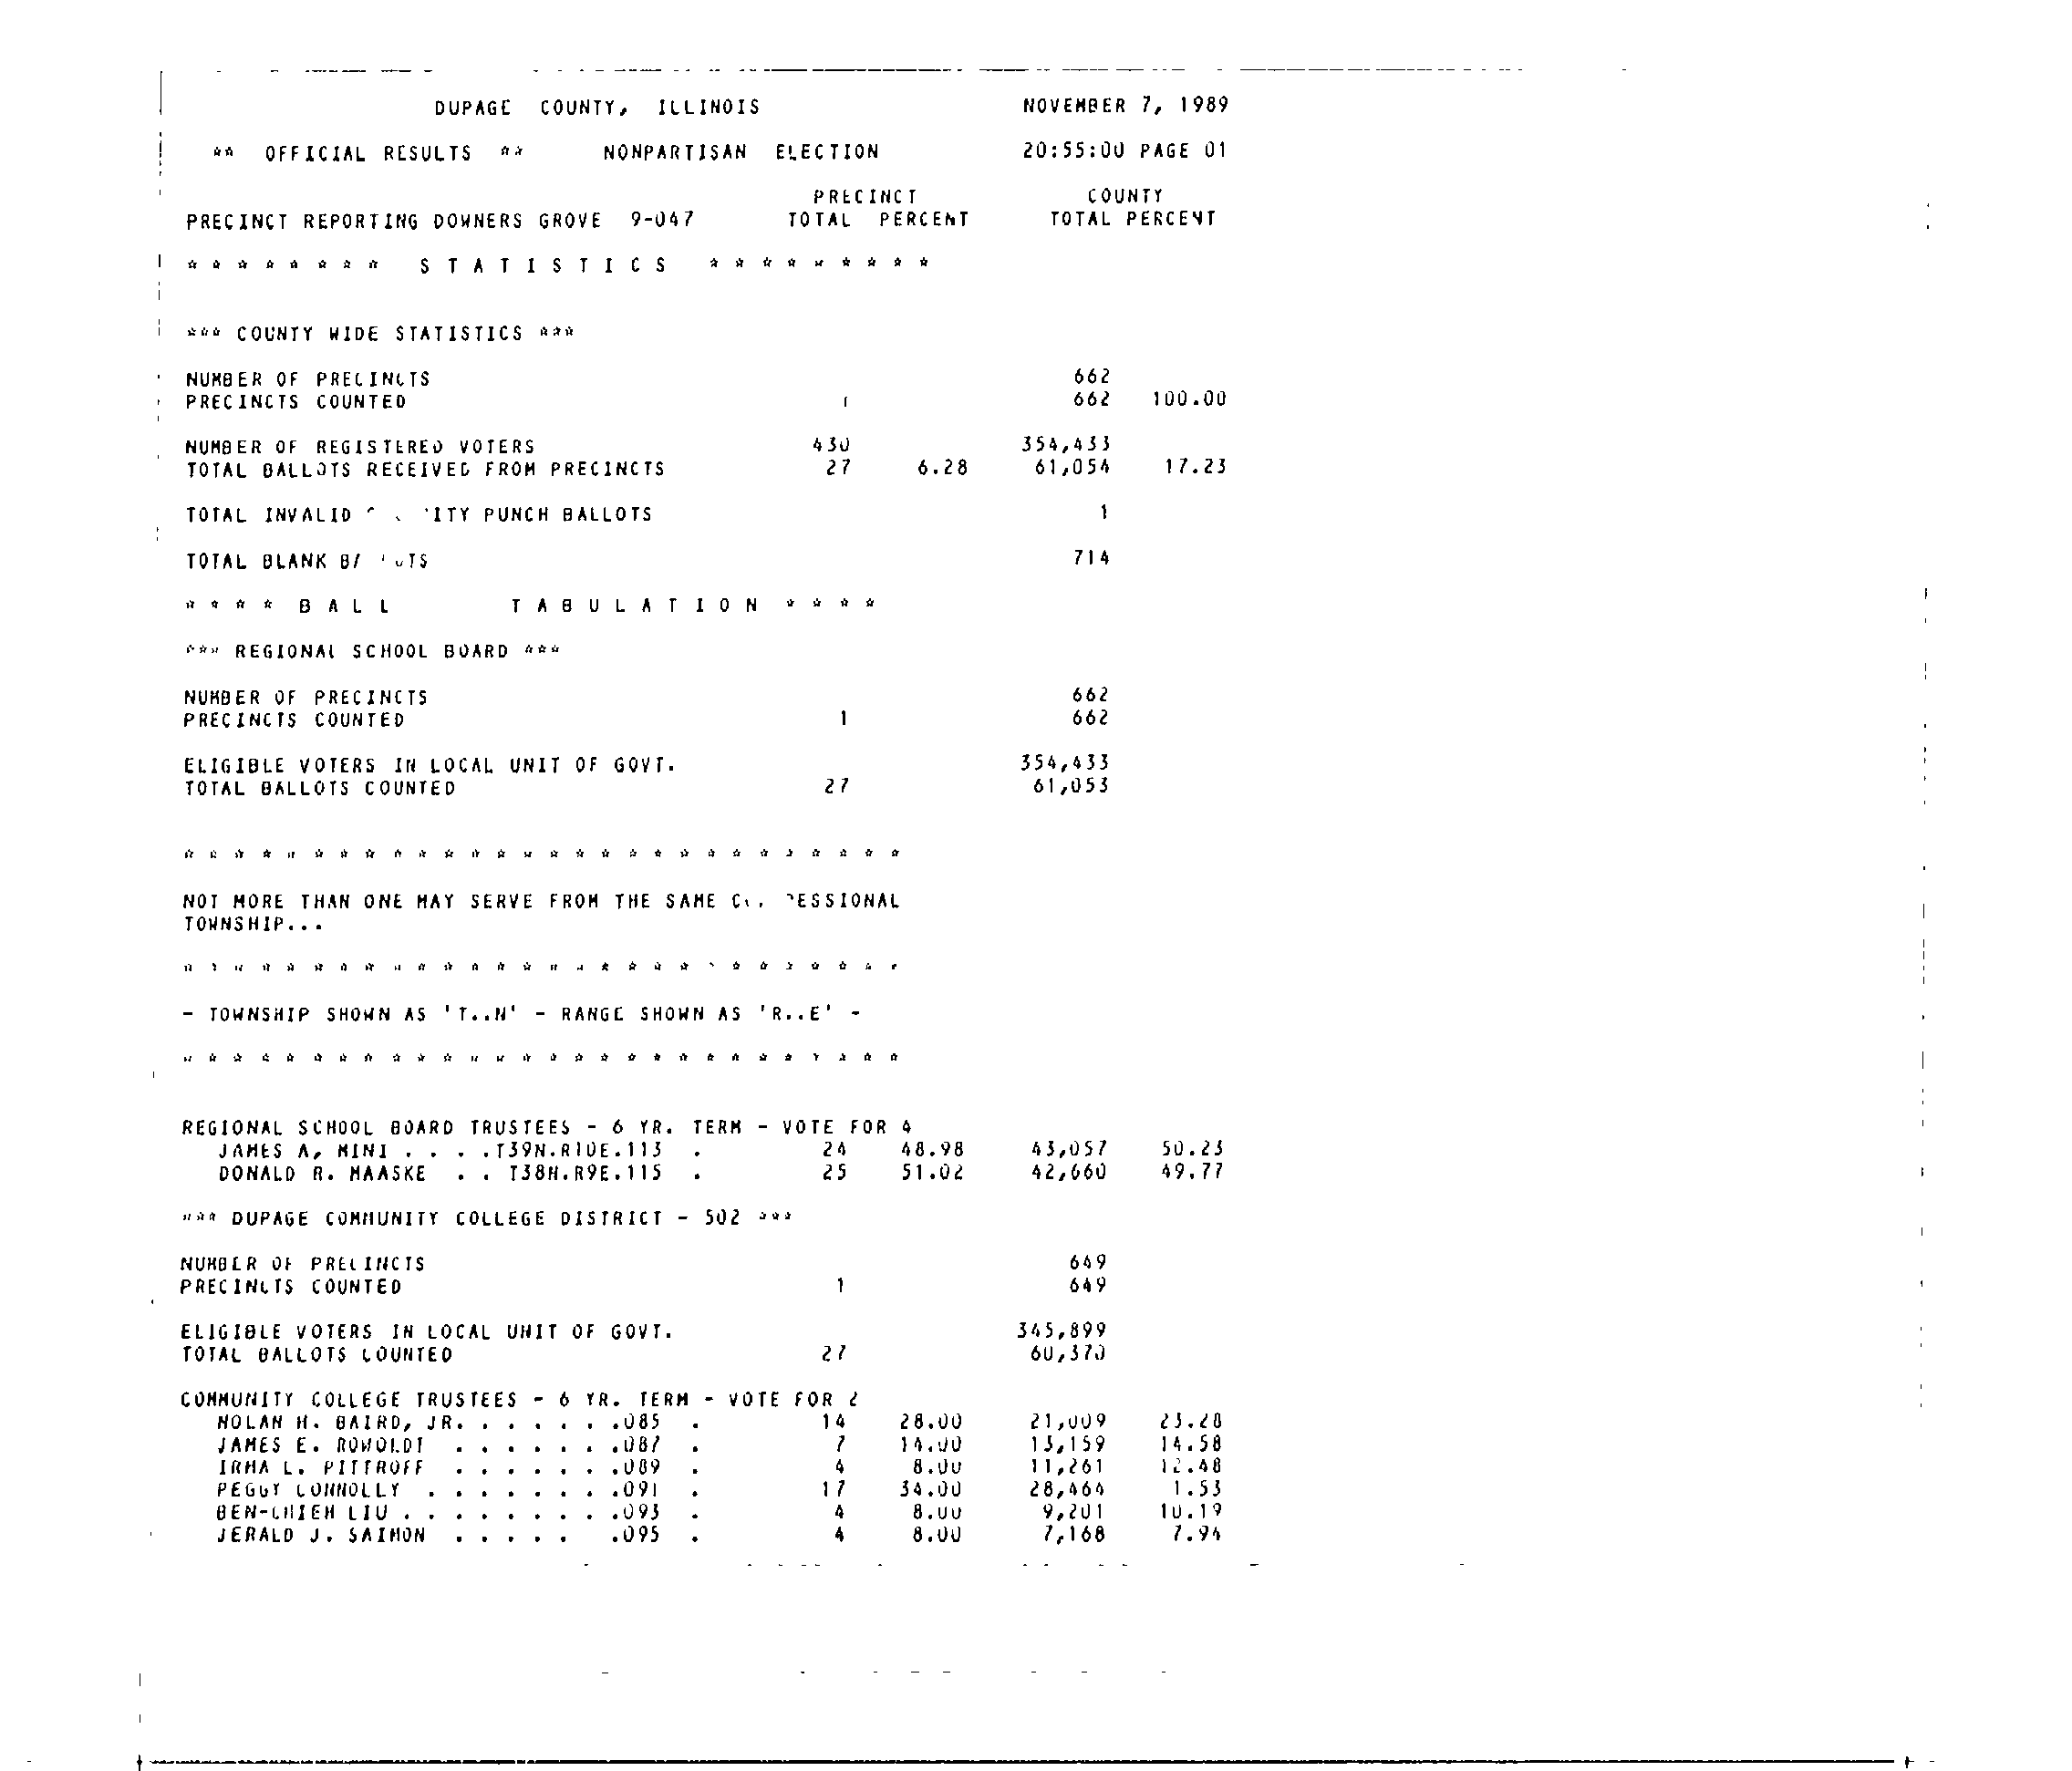 DUPAGE COUNTY, ILLINOIS NOVEMBER 7, 1989
** OFFICIAL RESULTS ** NONPARTISAN ELECTION 20:55:00 PAGE 01
PRECINCT COUNTY
PRECINCT REPORTING DOWNERS GROVE 9-047 TOTAL PERCENT TOTAL PERCENT
* * * * * * * * S T A T I S T I C S * * * * * * * * *
*** COUNTY WIDE STATISTICS ***
NUMBER OF PRECINCTS 662
PRECINCTS COUNTED 1 662 100.00
NUMBER OF REGISTERED VOTERS 430 354,433
TOTAL BALLOTS RECEIVED FROM PRECINCTS 27 6.28 61,054 17.23
TOTAL INVALID PUNCH BALLOTS 1
TOTAL BLANK 714
* * * * B A L L T A B U L A T I O N * * * *
*** REGIONAL SCHOOL BOARD ***
NUMBER OF PRECINCTS 662
PRECINCTS COUNTED 1 662
ELIGIBLE VOTERS IN LOCAL UNIT OF GOVT. 354,433
TOTAL BALLOTS COUNTED 27 61,053
* * * * * * * * * * * * * * * * * * * * * * * * * * * *
NOT MORE THAN ONE MAY SERVE FROM THE SAME
TOWNSHIP...
* * * * * * * * * * * * * * * * * * * * * * * * * * * *
- TOWNSHIP SHOWN AS 'T..N' - RANGE SHOWN AS 'R..E' -
* * * * * * * * * * * * * * * * * * * * * * * * * * * *
REGIONAL SCHOOL BOARD TRUSTEES - 6 YR. TERM - VOTE FOR 4
JAMES A. MINI . . . .T39N.R10E.113 . 24 48.98 43,057 50.23
DONALD R. MAASKE . . T38N.R9E.115 . 25 51.02 42,660 49.77
*** DUPAGE COMMUNITY COLLEGE DISTRICT - 502 ***
NUMBER OF PRECINCTS 649
PRECINCTS COUNTED 1 649
ELIGIBLE VOTERS IN LOCAL UNIT OF GOVT. 345,899
TOTAL BALLOTS COUNTED 27 60,370
COMMUNITY COLLEGE TRUSTEES - 6 YR. TERM - VOTE FOR 2
NOLAN H. BAIRD, JR. . . . . . .085 . 14 28.00 21,009 23.28
JAMES E. ROWOLDT . . . . . . .087 . 7 14.00 13,159 14.58
IRMA L. PITTROFF . . . . . . .089 . 4 8.00 11,261 12.48
PEGGY CONNOLLY . . . . . . . .091 . 17 34.00 28,464 1.53
BEN-CHIEH LIU . . . . . . . . .093 . 4 8.00 9,201 10.19
JERALD J. SAIMON . . . . . .095 . 4 8.00 7,168 7.94